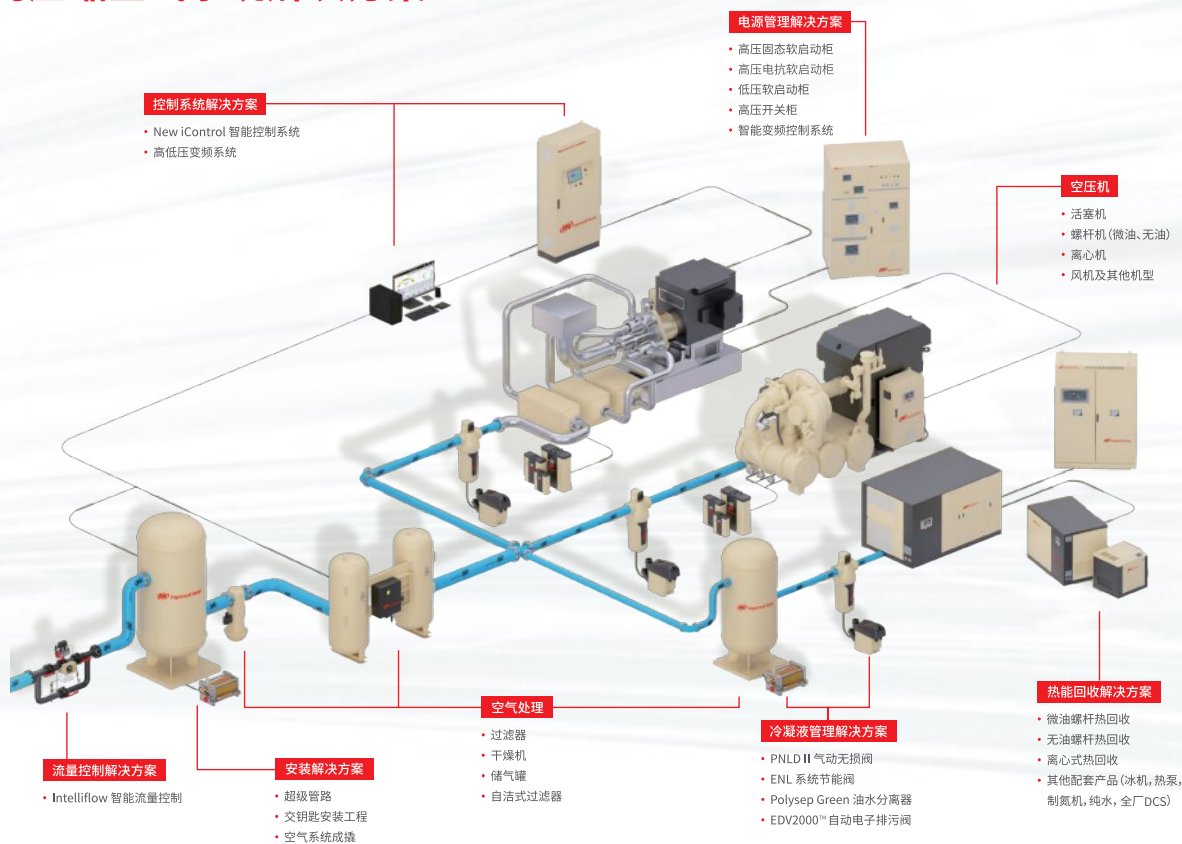 电源管理解决方案
• 高压固态软启动柜
• 高压电抗软启动柜
• 低压软启动柜
• 高压开关柜
• 智能变频控制系统
控制系统解决方案
• New iControl 智能控制系统
• 高低压变频系统
空压机
• 活塞机
• 螺杆机(微油、无油)
• 离心机
• 风机及其他机型
空气处理
• 过滤器
• 干燥机
• 储气罐
• 自洁式过滤器
冷凝液管理解决方案
• PNLD II 气动无损阀
• ENL 系统节能阀
• Polysep Green 油水分离器
• EDV2000™ 自动电子排污阀
热能回收解决方案
• 微油螺杆热回收
• 无油螺杆热回收
• 离心式热回收
• 其他配套产品(冰机,热泵,
制氮机,纯水,全厂DCS)
流量控制解决方案
• Intelliflow 智能流量控制
安装解决方案
• 超级管路
• 交钥匙安装工程
• 空气系统成撬